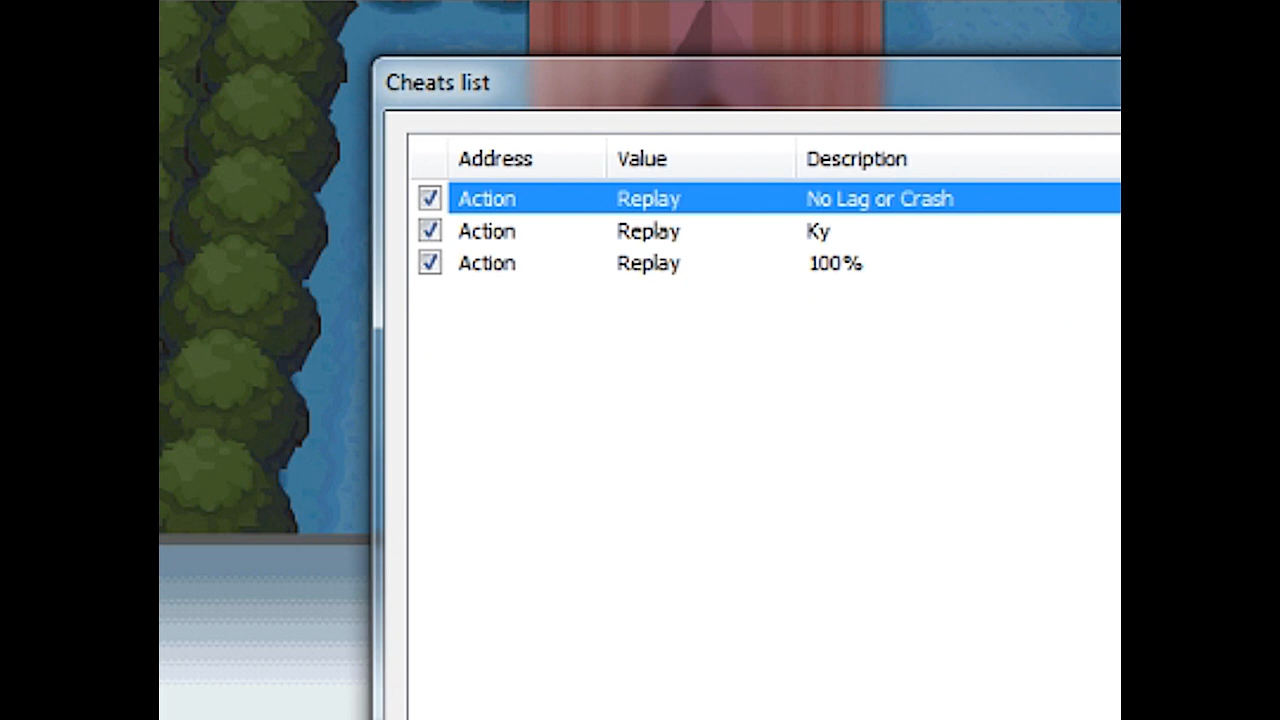 Cheats list
Address Value Description
Action Replay No Lag or Crash
Action Replay Ky
Action Replay 100%